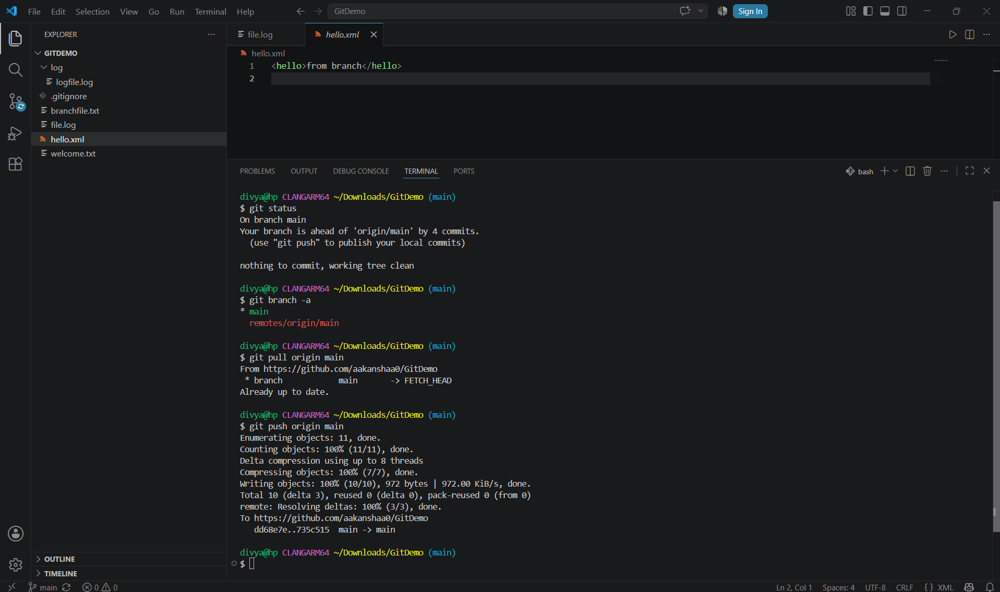 File Edit Selection View Go Run Terminal Help
GitDemo
Sign In
EXPLORER
GITDEMO
log
logfile.log
.gitignore
branchfile.txt
file.log
hello.xml
welcome.txt
OUTLINE
TIMELINE
file.log
hello.xml
hello.xml
1 <hello>from branch</hello>
2
PROBLEMS OUTPUT DEBUG CONSOLE TERMINAL PORTS
bash
divya@hp CLANGARM64 ~/Downloads/GitDemo (main)
$ git status
On branch main
Your branch is ahead of 'origin/main' by 4 commits.
(use "git push" to publish your local commits)
nothing to commit, working tree clean
divya@hp CLANGARM64 ~/Downloads/GitDemo (main)
$ git branch -a
* main
remotes/origin/main
divya@hp CLANGARM64 ~/Downloads/GitDemo (main)
$ git pull origin main
From https://github.com/aakanshaa0/GitDemo
* branch main -> FETCH_HEAD
Already up to date.
divya@hp CLANGARM64 ~/Downloads/GitDemo (main)
$ git push origin main
Enumerating objects: 11, done.
Counting objects: 100% (11/11), done.
Delta compression using up to 8 threads
Compressing objects: 100% (7/7), done.
Writing objects: 100% (10/10), 972 bytes | 972.00 KiB/s, done.
Total 10 (delta 3), reused 0 (delta 0), pack-reused 0 (from 0)
remote: Resolving deltas: 100% (3/3), done.
To https://github.com/aakanshaa0/GitDemo
dd68e7e..735c515 main -> main
divya@hp CLANGARM64 ~/Downloads/GitDemo (main)
$
main 0 0
Ln 2, Col 1 Spaces: 4 UTF-8 CRLF { } XML